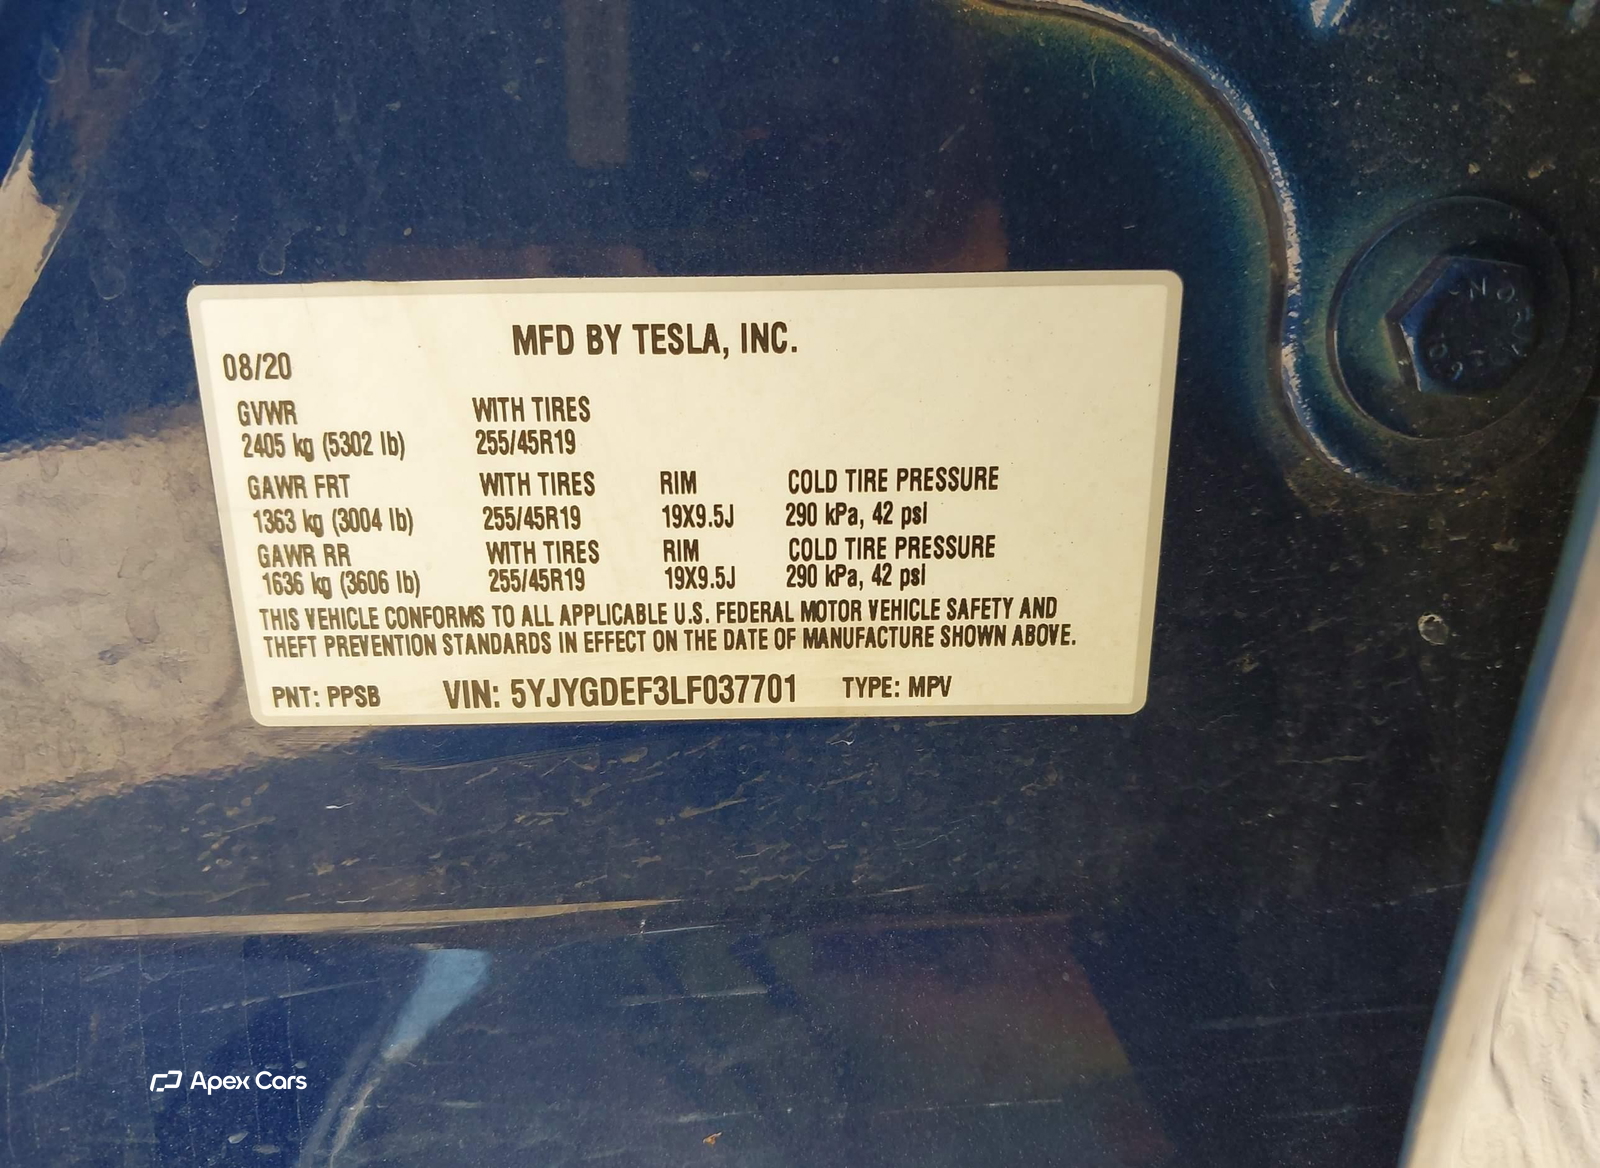 MFD BY TESLA, INC.
08/20
GVWR WITH TIRES
2405 kg (5302 lb) 255/45R19
GAWR FRT WITH TIRES RIM COLD TIRE PRESSURE
1363 kg (3004 lb) 255/45R19 19X9.5J 290 kPa, 42 psi
GAWR RR WITH TIRES RIM COLD TIRE PRESSURE
1636 kg (3606 lb) 255/45R19 19X9.5J 290 kPa, 42 psi
THIS VEHICLE CONFORMS TO ALL APPLICABLE U.S. FEDERAL MOTOR VEHICLE SAFETY AND
THEFT PREVENTION STANDARDS IN EFFECT ON THE DATE OF MANUFACTURE SHOWN ABOVE.
PNT: PPSB VIN: 5YJYGDEF3LF037701 TYPE: MPV
Apex Cars